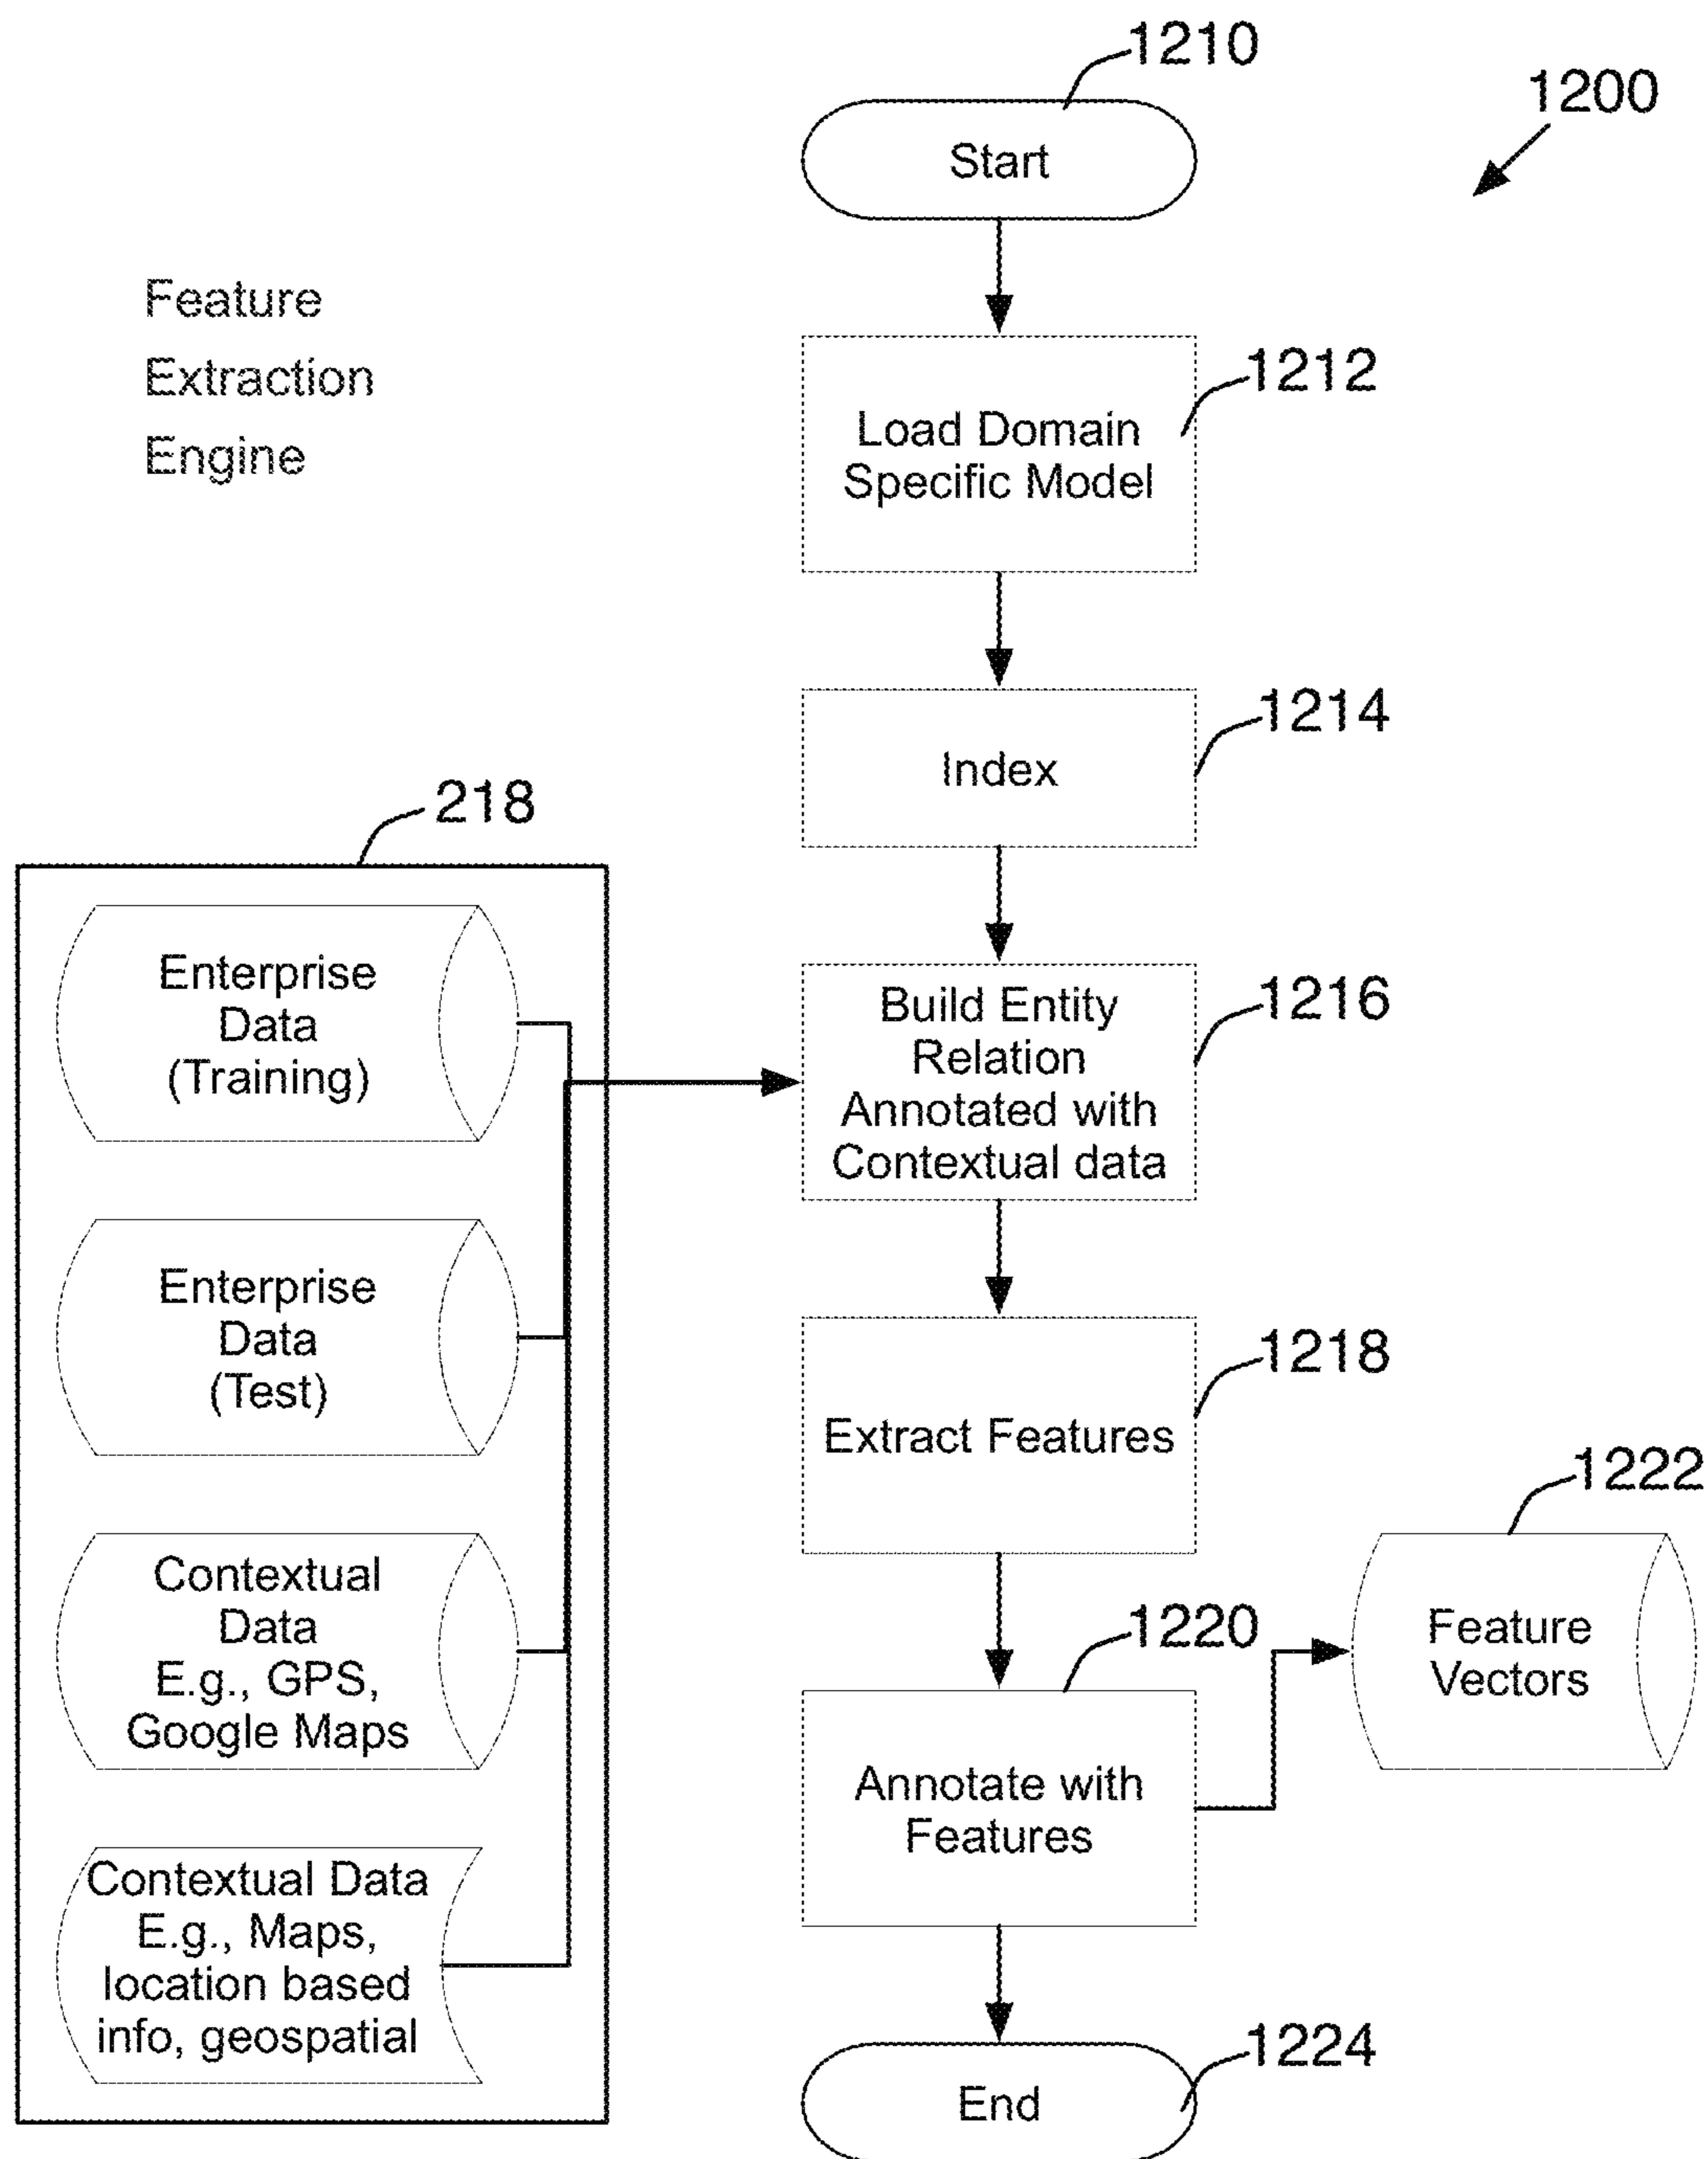 1210
1200
Start
Feature
Extraction
Engine
1212
Load Domain
Specific Model
1214
Index
218
Enterprise
Data
(Training)
1216
Build Entity
Relation
Annotated with
Contextual data
Enterprise
Data
(Test)
1218
Extract Features
Contextual
Data
E.g., GPS,
Google Maps
1222
Feature
Vectors
1220
Annotate with
Features
Contextual Data
E.g., Maps,
location based
info, geospatial
1224
End